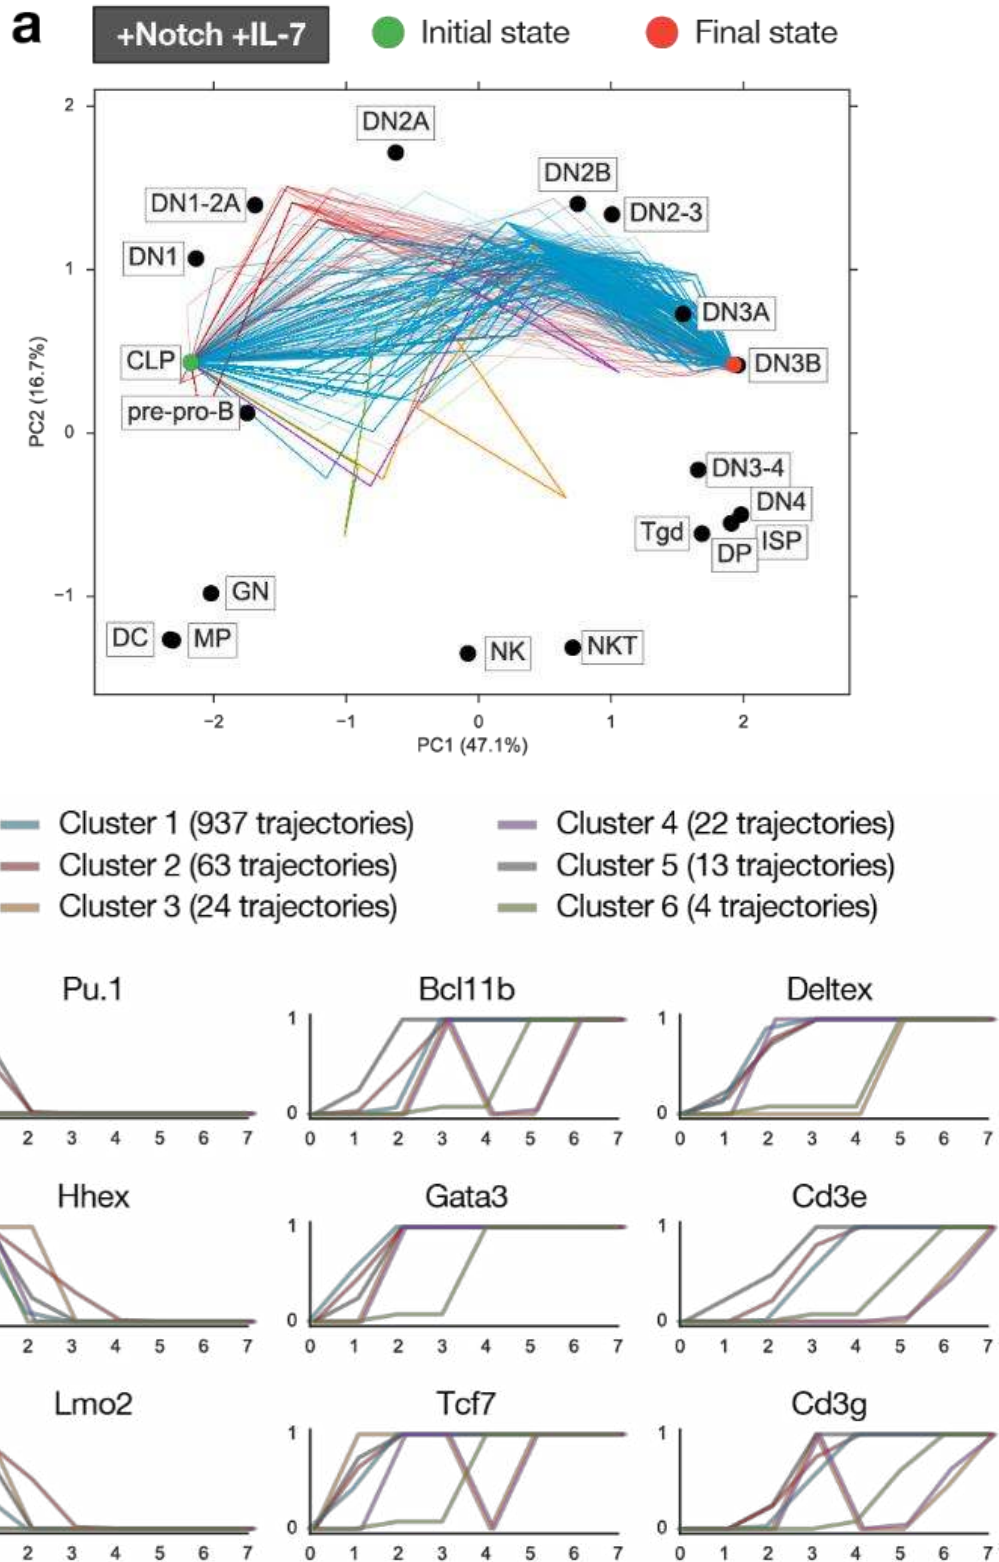 a
+Notch +IL-7
Initial state
Final state
2
1
0
−1
PC2 (16.7%)
DN2A
DN2B
DN1-2A
DN2-3
DN1
DN3A
CLP
DN3B
pre-pro-B
DN3-4
DN4
Tgd
ISP
DP
GN
DC
MP
NK
NKT
−2
−1
0
1
2
PC1 (47.1%)
Cluster 1 (937 trajectories)
Cluster 4 (22 trajectories)
Cluster 2 (63 trajectories)
Cluster 5 (13 trajectories)
Cluster 3 (24 trajectories)
Cluster 6 (4 trajectories)
Pu.1
2 3 4 5 6 7
Bcl11b
1
0
0 1 2 3 4 5 6 7
Deltex
1
0
0 1 2 3 4 5 6 7
Hhex
2 3 4 5 6 7
Gata3
1
0
0 1 2 3 4 5 6 7
Cd3e
1
0
0 1 2 3 4 5 6 7
Lmo2
2 3 4 5 6 7
Tcf7
1
0
0 1 2 3 4 5 6 7
Cd3g
1
0
0 1 2 3 4 5 6 7